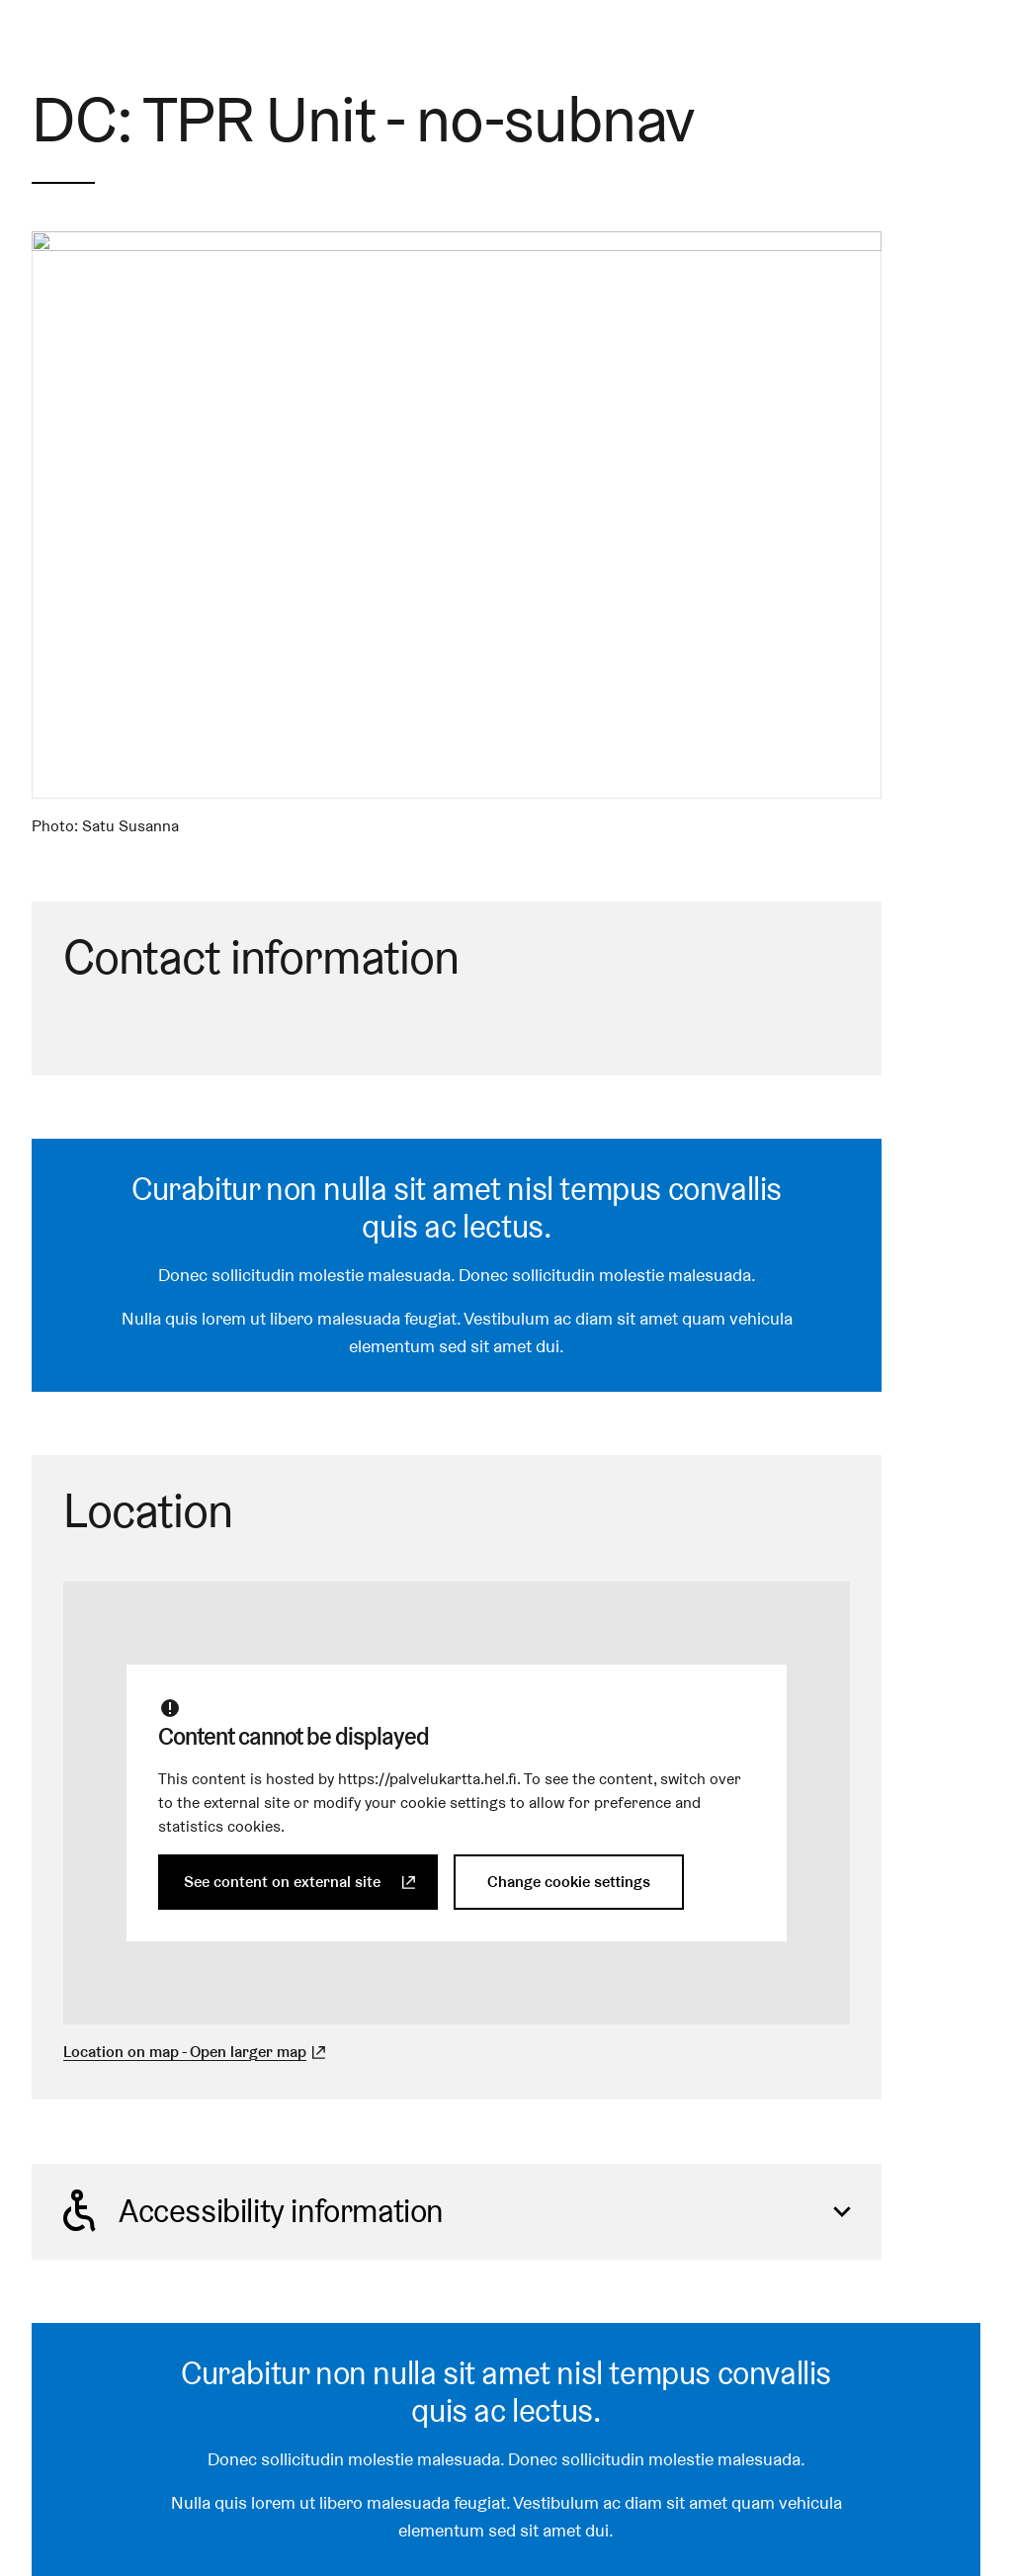 DC: TPR Unit - no-subnav
Photo: Satu Susanna
Contact information
Curabitur non nulla sit amet nisl tempus convallis
quis ac lectus.
Donec sollicitudin molestie malesuada. Donec sollicitudin molestie malesuada.
Nulla quis lorem ut libero malesuada feugiat. Vestibulum ac diam sit amet quam vehicula
elementum sed sit amet dui.
Location
Content cannot be displayed
This content is hosted by https://palvelukartta.hel.fi. To see the content, switch over
to the external site or modify your cookie settings to allow for preference and
statistics cookies.
See content on external site
Change cookie settings
Location on map - Open larger map
Accessibility information
Curabitur non nulla sit amet nisl tempus convallis
quis ac lectus.
Donec sollicitudin molestie malesuada. Donec sollicitudin molestie malesuada.
Nulla quis lorem ut libero malesuada feugiat. Vestibulum ac diam sit amet quam vehicula
elementum sed sit amet dui.